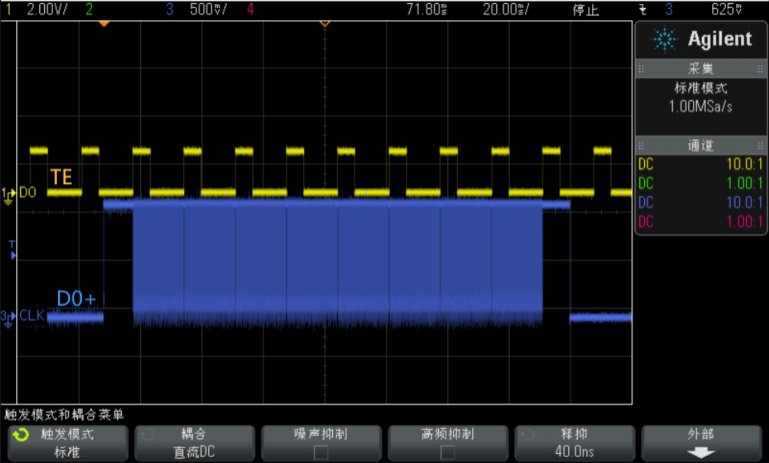 1 2.00V/ 2 3 500mV/ 4 71.80s 20.00ms/ 停止 3 625mV
Agilent
采集
标准模式
1.00MSa/s
通道
DC 10.0:1
DC 1.00:1
DC 10.0:1
DC 1.00:1
TE
1 D0
T
D0+
3 CLK
触发模式和耦合菜单
触发模式 耦合 噪声抑制 高频抑制 释抑 外部
标准 直流DC 40.0ns